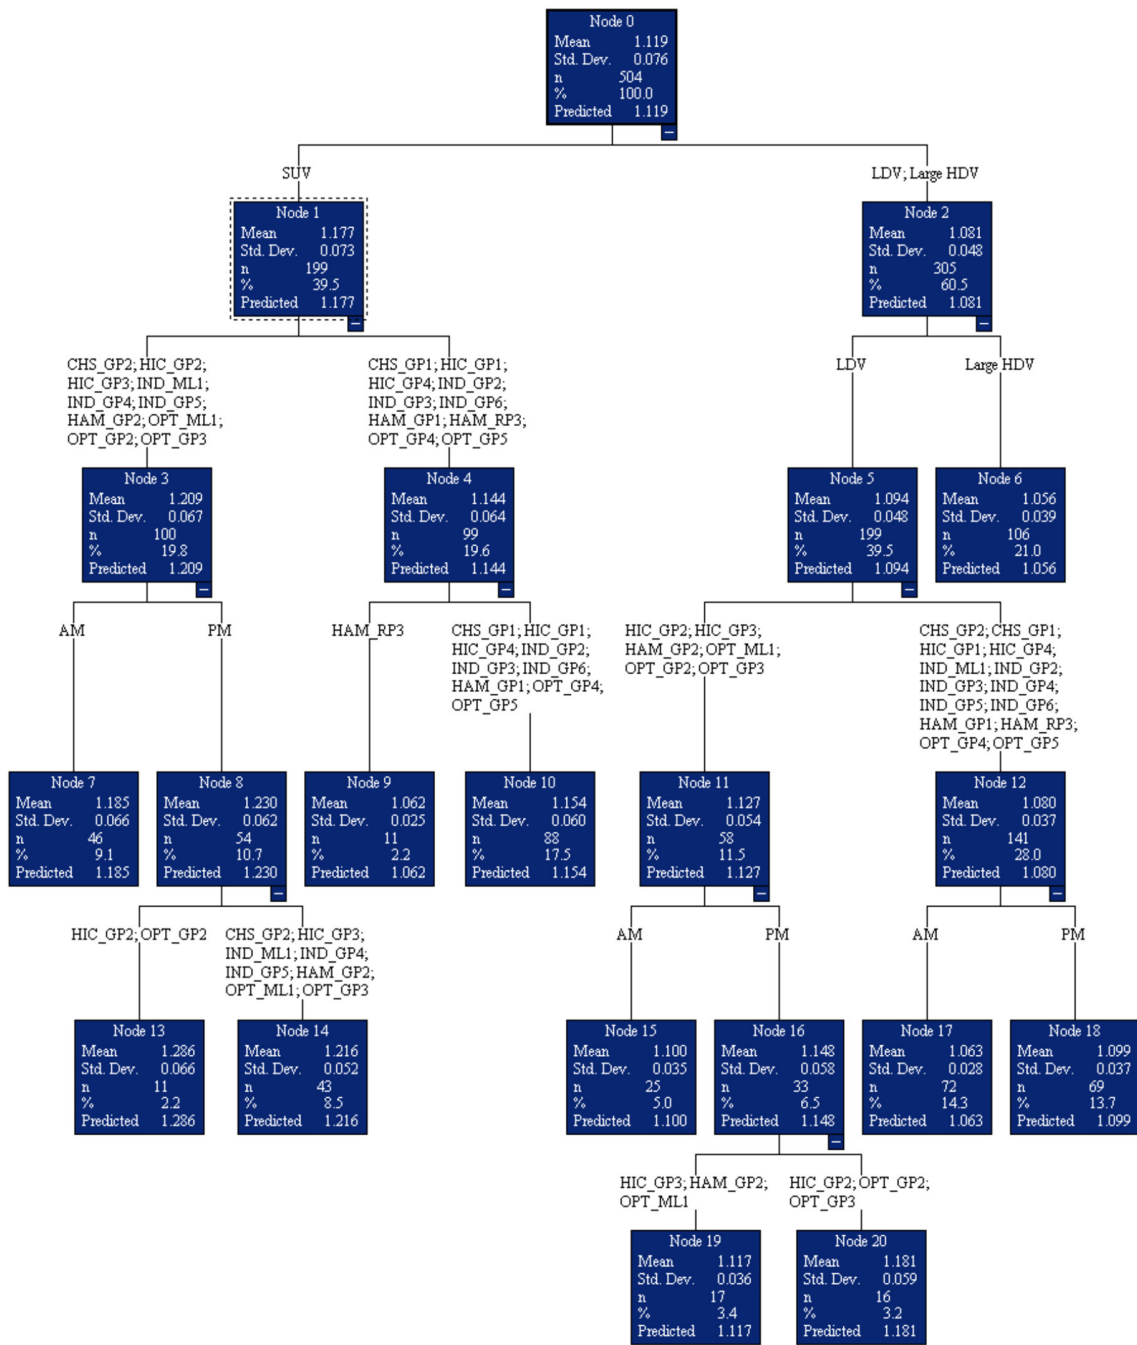 Node 0
Mean 1.119
Std. Dev. 0.076
n 504
% 100.0
Predicted 1.119
SUV
LDV; Large HDV
Node 1
Mean 1.177
Std. Dev. 0.073
n 199
% 39.5
Predicted 1.177
Node 2
Mean 1.081
Std. Dev. 0.048
n 305
% 60.5
Predicted 1.081
CHS_GP2; HIC_GP2;
HIC_GP3; IND_ML1;
IND_GP4; IND_GP5;
HAM_GP2; OPT_ML1;
OPT_GP2; OPT_GP3
CHS_GP1; HIC_GP1;
HIC_GP4; IND_GP2;
IND_GP3; IND_GP6;
HAM_GP1; HAM_RP3;
OPT_GP4; OPT_GP5
LDV
Large HDV
Node 3
Mean 1.209
Std. Dev. 0.067
n 100
% 19.8
Predicted 1.209
Node 4
Mean 1.144
Std. Dev. 0.064
n 99
% 19.6
Predicted 1.144
Node 5
Mean 1.094
Std. Dev. 0.048
n 199
% 39.5
Predicted 1.094
Node 6
Mean 1.056
Std. Dev. 0.039
n 106
% 21.0
Predicted 1.056
AM
PM
HAM_RP3
CHS_GP1; HIC_GP1;
HIC_GP4; IND_GP2;
IND_GP3; IND_GP6;
HAM_GP1; OPT_GP4;
OPT_GP5
HIC_GP2; HIC_GP3;
HAM_GP2; OPT_ML1;
OPT_GP2; OPT_GP3
CHS_GP2; CHS_GP1;
HIC_GP1; HIC_GP4;
IND_ML1; IND_GP2;
IND_GP3; IND_GP4;
IND_GP5; IND_GP6;
HAM_GP1; HAM_RP3;
OPT_GP4; OPT_GP5
Node 7
Mean 1.185
Std. Dev. 0.066
n 46
% 9.1
Predicted 1.185
Node 8
Mean 1.230
Std. Dev. 0.062
n 54
% 10.7
Predicted 1.230
Node 9
Mean 1.062
Std. Dev. 0.025
n 11
% 2.2
Predicted 1.062
Node 10
Mean 1.154
Std. Dev. 0.060
n 88
% 17.5
Predicted 1.154
Node 11
Mean 1.127
Std. Dev. 0.054
n 58
% 11.5
Predicted 1.127
Node 12
Mean 1.080
Std. Dev. 0.037
n 141
% 28.0
Predicted 1.080
HIC_GP2; OPT_GP2
CHS_GP2; HIC_GP3;
IND_ML1; IND_GP4;
IND_GP5; HAM_GP2;
OPT_ML1; OPT_GP3
AM
PM
AM
PM
Node 13
Mean 1.286
Std. Dev. 0.066
n 11
% 2.2
Predicted 1.286
Node 14
Mean 1.216
Std. Dev. 0.052
n 43
% 8.5
Predicted 1.216
Node 15
Mean 1.100
Std. Dev. 0.035
n 25
% 5.0
Predicted 1.100
Node 16
Mean 1.148
Std. Dev. 0.058
n 33
% 6.5
Predicted 1.148
Node 17
Mean 1.063
Std. Dev. 0.028
n 72
% 14.3
Predicted 1.063
Node 18
Mean 1.099
Std. Dev. 0.037
n 69
% 13.7
Predicted 1.099
HIC_GP3; HAM_GP2;
OPT_ML1
HIC_GP2; OPT_GP2;
OPT_GP3
Node 19
Mean 1.117
Std. Dev. 0.036
n 17
% 3.4
Predicted 1.117
Node 20
Mean 1.181
Std. Dev. 0.059
n 16
% 3.2
Predicted 1.181